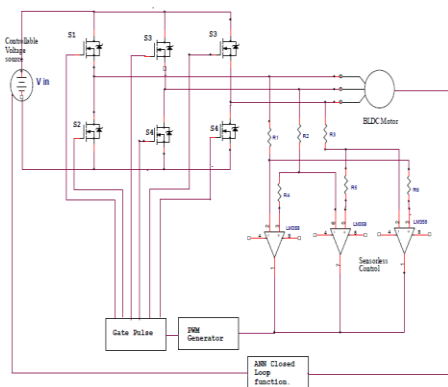 S1
S3
S3
Controllable
Voltage
source
V in
BLDC Motor
S2
S4
S4
R1
R2
R3
R4
R5
R6
LM358
LM358
LM358
Sensorless
Control
Gate Pulse
PWM
Generator
ANN Closed
Loop
function.